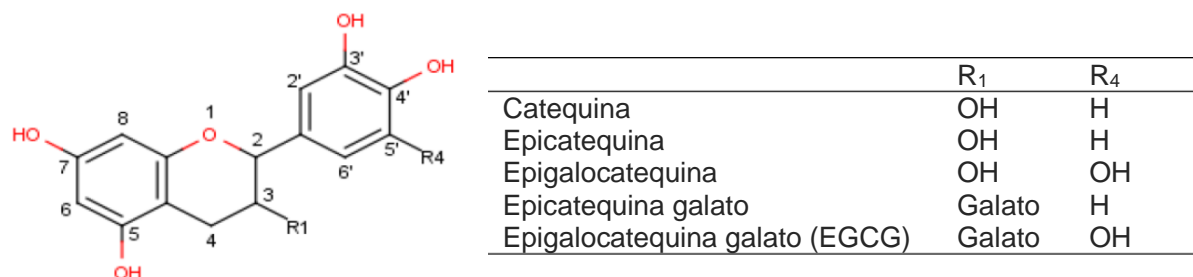 OH
3'
OH
2'
4'
8
1
O
2
5'
R4
HO
7
6'
3
6
R1
5
4
OH
R₁ R₄
Catequina OH H
Epicatequina OH H
Epigalocatequina OH OH
Epicatequina galato Galato H
Epigalocatequina galato (EGCG) Galato OH